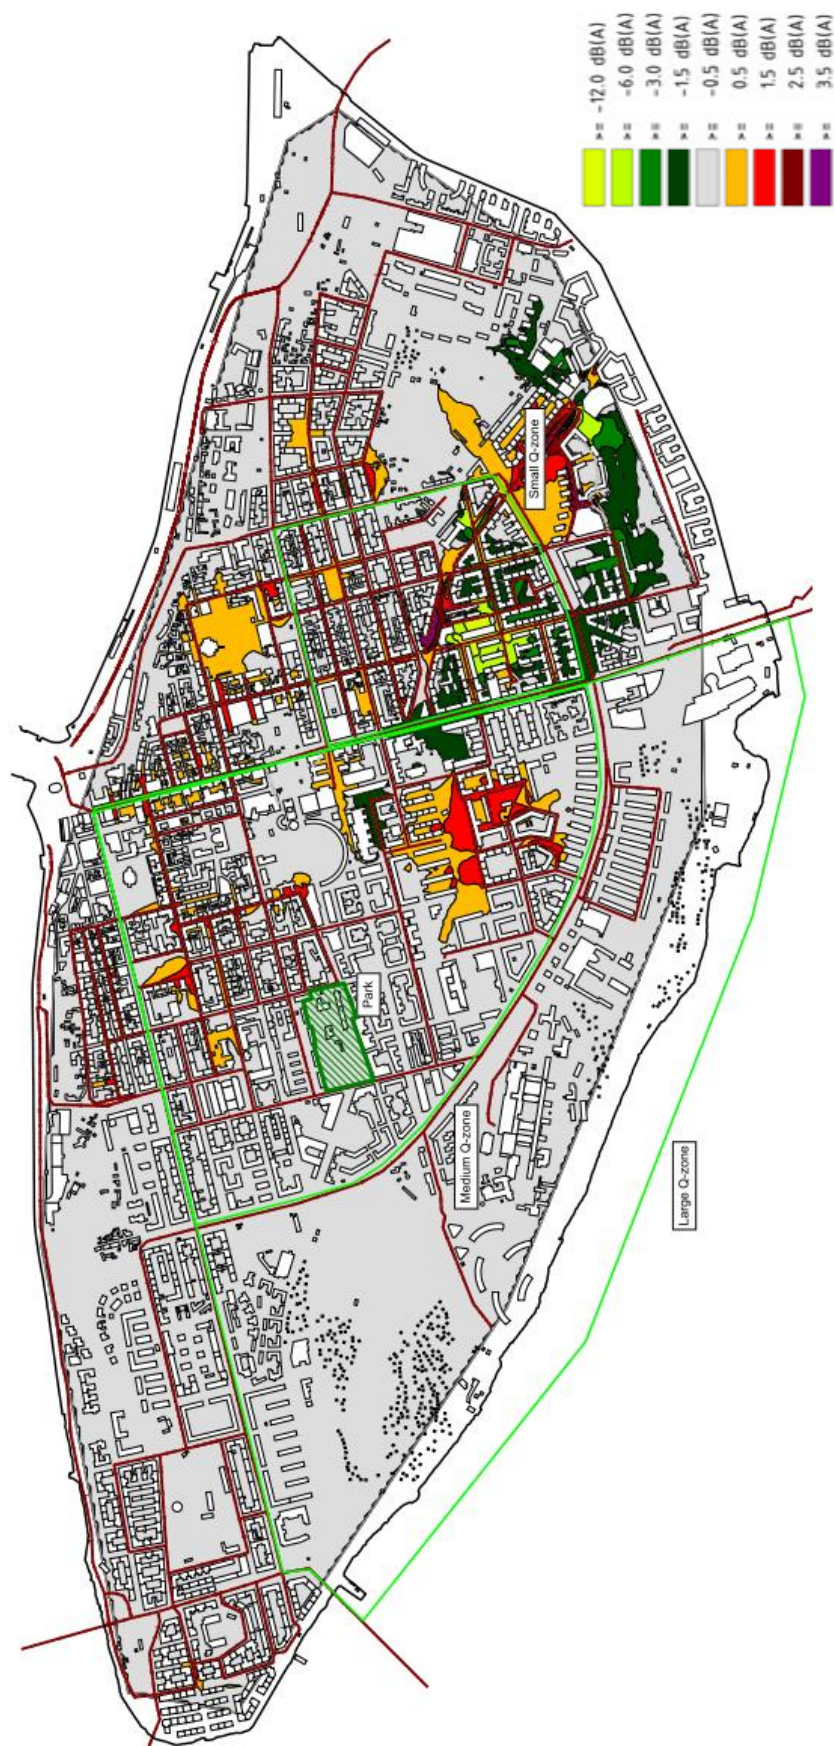 >= -12.0 dB(A)
>= -6.0 dB(A)
>= -3.0 dB(A)
>= -1.5 dB(A)
>= -0.5 dB(A)
>= 0.5 dB(A)
>= 1.5 dB(A)
>= 2.5 dB(A)
>= 3.5 dB(A)
Small Q-zone
Park
Medium Q-zone
Large Q-zone